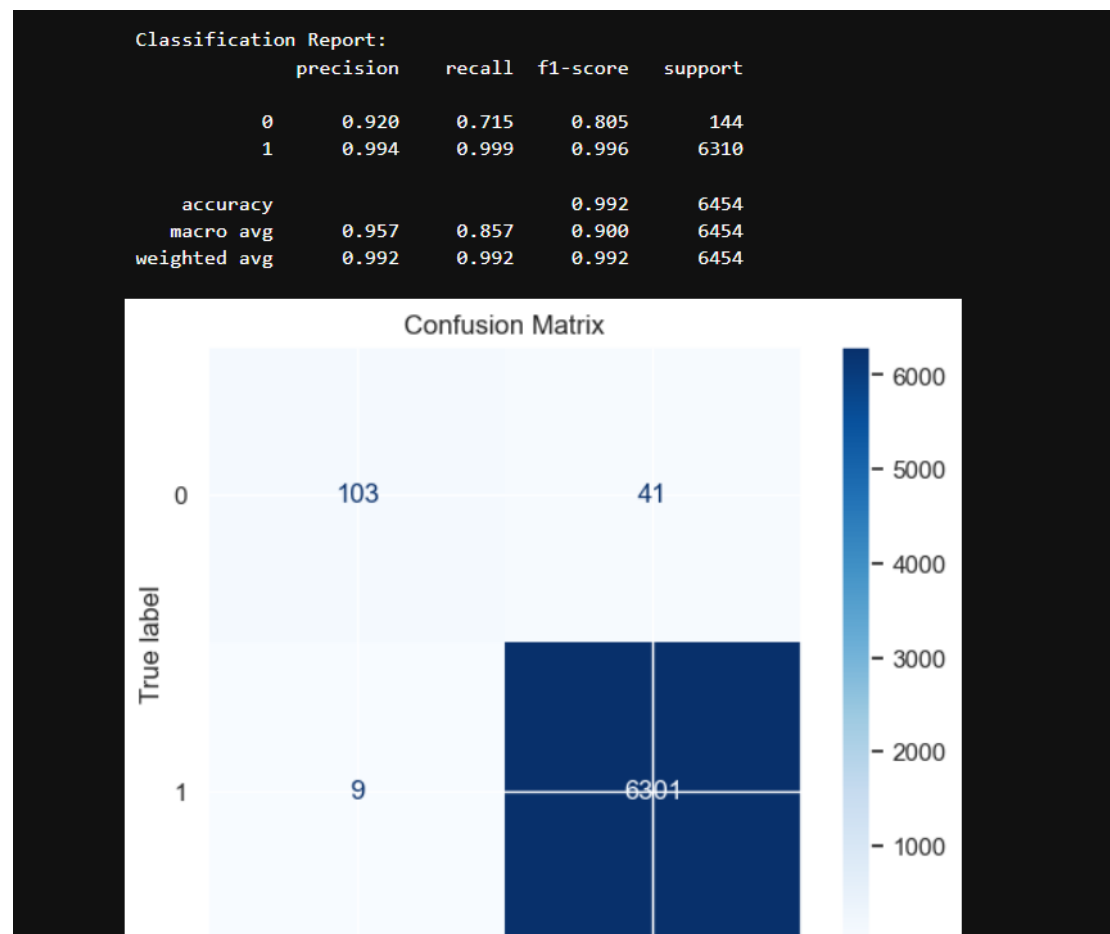 Classification Report:
precision recall f1-score support
0 0.920 0.715 0.805 144
1 0.994 0.999 0.996 6310
accuracy 0.992 6454
macro avg 0.957 0.857 0.900 6454
weighted avg 0.992 0.992 0.992 6454
Confusion Matrix
6000
5000
0 103 41
4000
True label
3000
2000
1 9 6301
1000